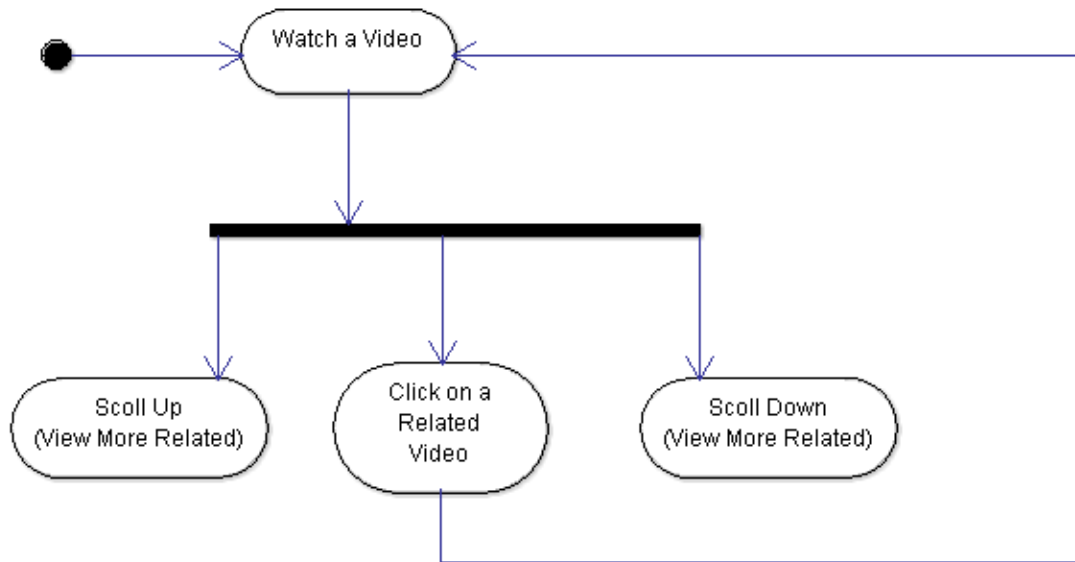 Watch a Video
Scoll Up
(View More Related)
Click on a
Related
Video
Scoll Down
(View More Related)